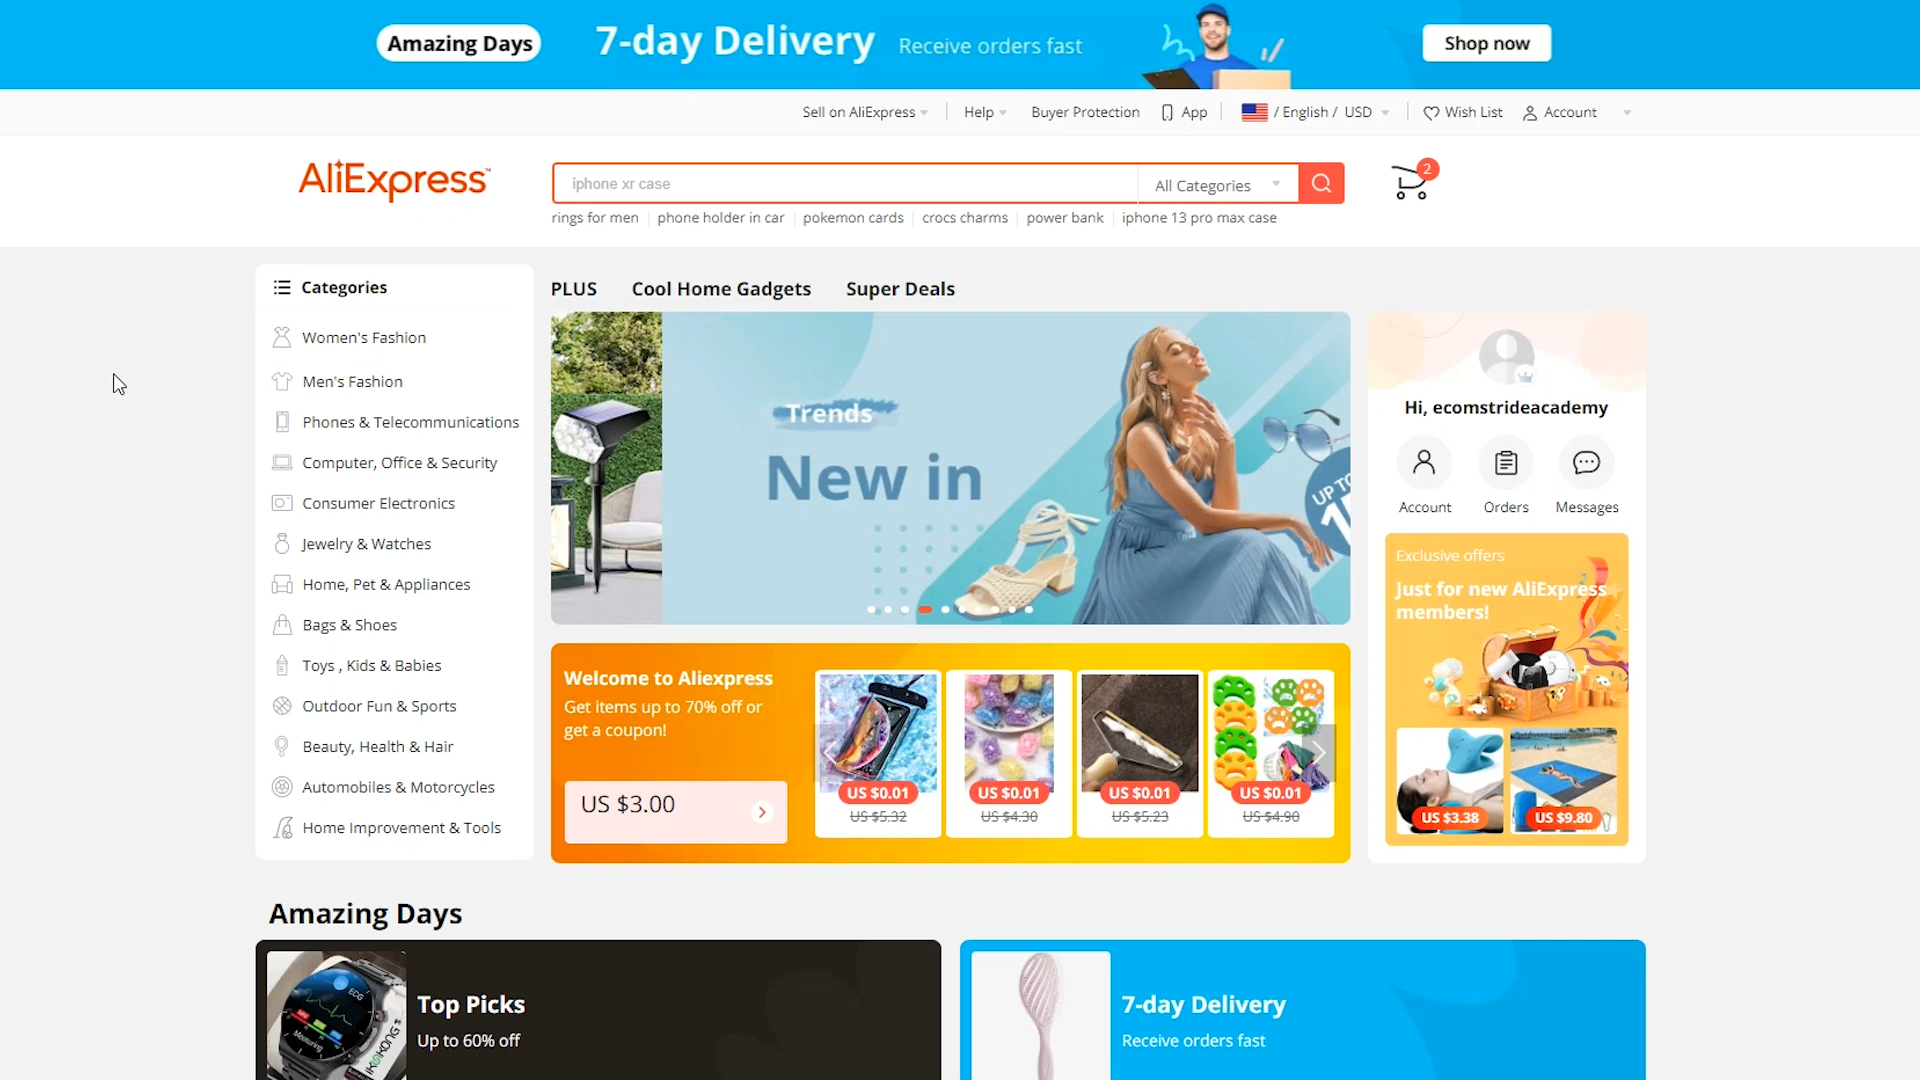 Amazing Days
7-day Delivery
Receive orders fast
Shop now
Sell on AliExpress
Help
Buyer Protection
App
/ English / USD
Wish List
Account
AliExpress
iphone xr case
All Categories
2
rings for men
phone holder in car
pokemon cards
crocs charms
power bank
iphone 13 pro max case
Categories
Women's Fashion
Men's Fashion
Phones & Telecommunications
Computer, Office & Security
Consumer Electronics
Jewelry & Watches
Home, Pet & Appliances
Bags & Shoes
Toys , Kids & Babies
Outdoor Fun & Sports
Beauty, Health & Hair
Automobiles & Motorcycles
Home Improvement & Tools
PLUS
Cool Home Gadgets
Super Deals
Trends
New in
UP TO
Hi, ecomstrideacademy
Account
Orders
Messages
Exclusive offers
Just for new AliExpress
members!
US $3.38
US $9.80
Welcome to Aliexpress
Get items up to 70% off or
get a coupon!
US $3.00
US $0.01
US $5.32
US $0.01
US $4.30
US $0.01
US $5.23
US $0.01
US $4.90
Amazing Days
Top Picks
Up to 60% off
ECG
Measuring
7-day Delivery
Receive orders fast